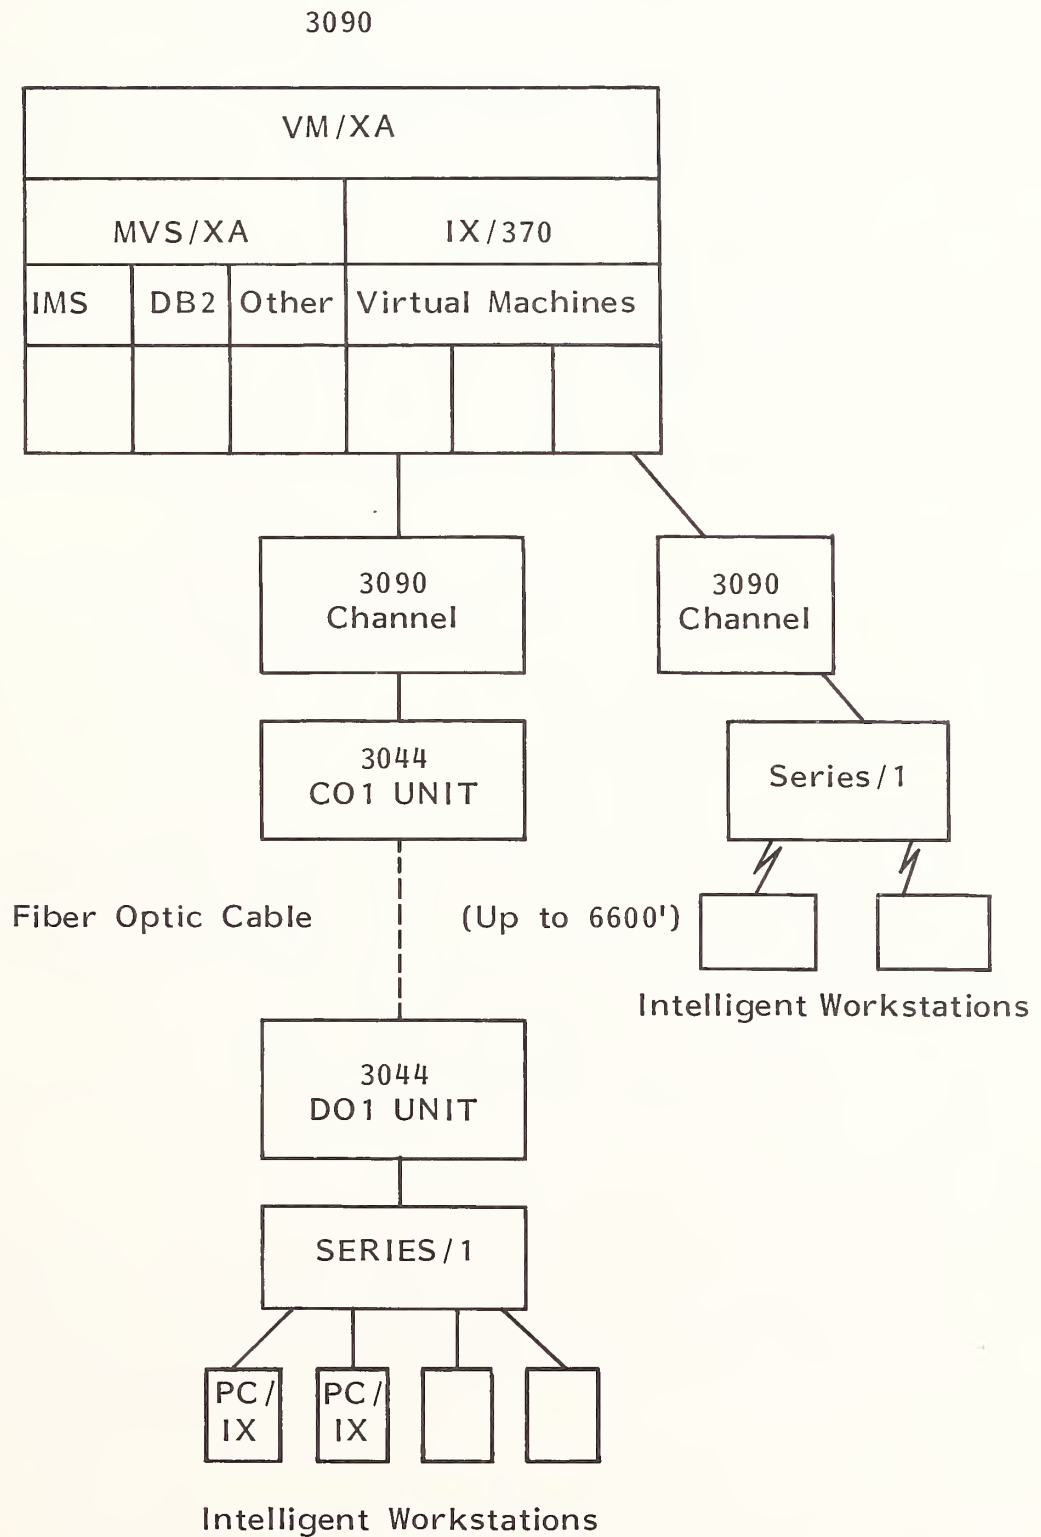 3090
VM/XA
MVS/XA
IX/370
IMS
DB2
Other
Virtual Machines
3090
Channel
3090
Channel
3044
CO1 UNIT
Series/1
Fiber Optic Cable
(Up to 6600')
Intelligent Workstations
3044
DO1 UNIT
SERIES/1
PC/
IX
PC/
IX
Intelligent Workstations